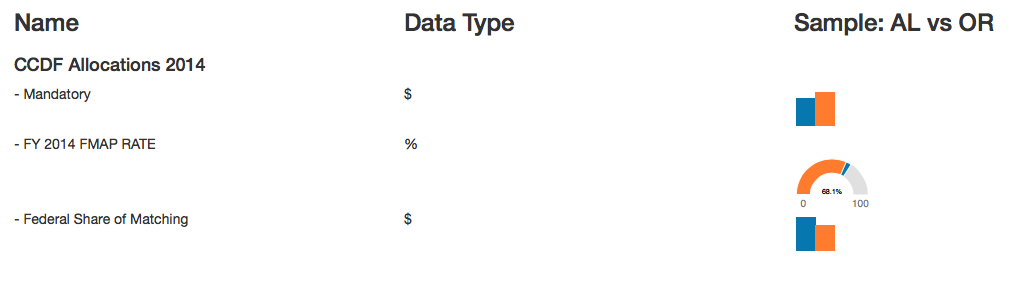 Name Data Type Sample: AL vs OR
CCDF Allocations 2014
- Mandatory $
- FY 2014 FMAP RATE %
68.1%
0 100
- Federal Share of Matching $